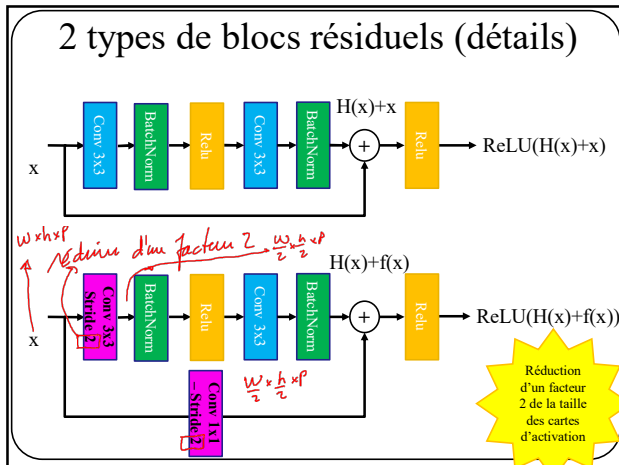 2 types de blocs résiduels (détails)
H(x)+x
Conv 3x3
BatchNorm
Relu
Conv 3x3
BatchNorm
+
Relu
ReLU(H(x)+x)
x
w x h x P
réduire d'un facteur 2
w/2 x h/2 x P
H(x)+f(x)
Conv 3x3
Stride 2
BatchNorm
Relu
Conv 3x3
BatchNorm
+
Relu
ReLU(H(x)+f(x))
x
w/2 x h/2 x P
Conv 1x1
– Stride 2
Réduction
d'un facteur
2 de la taille
des cartes
d'activation